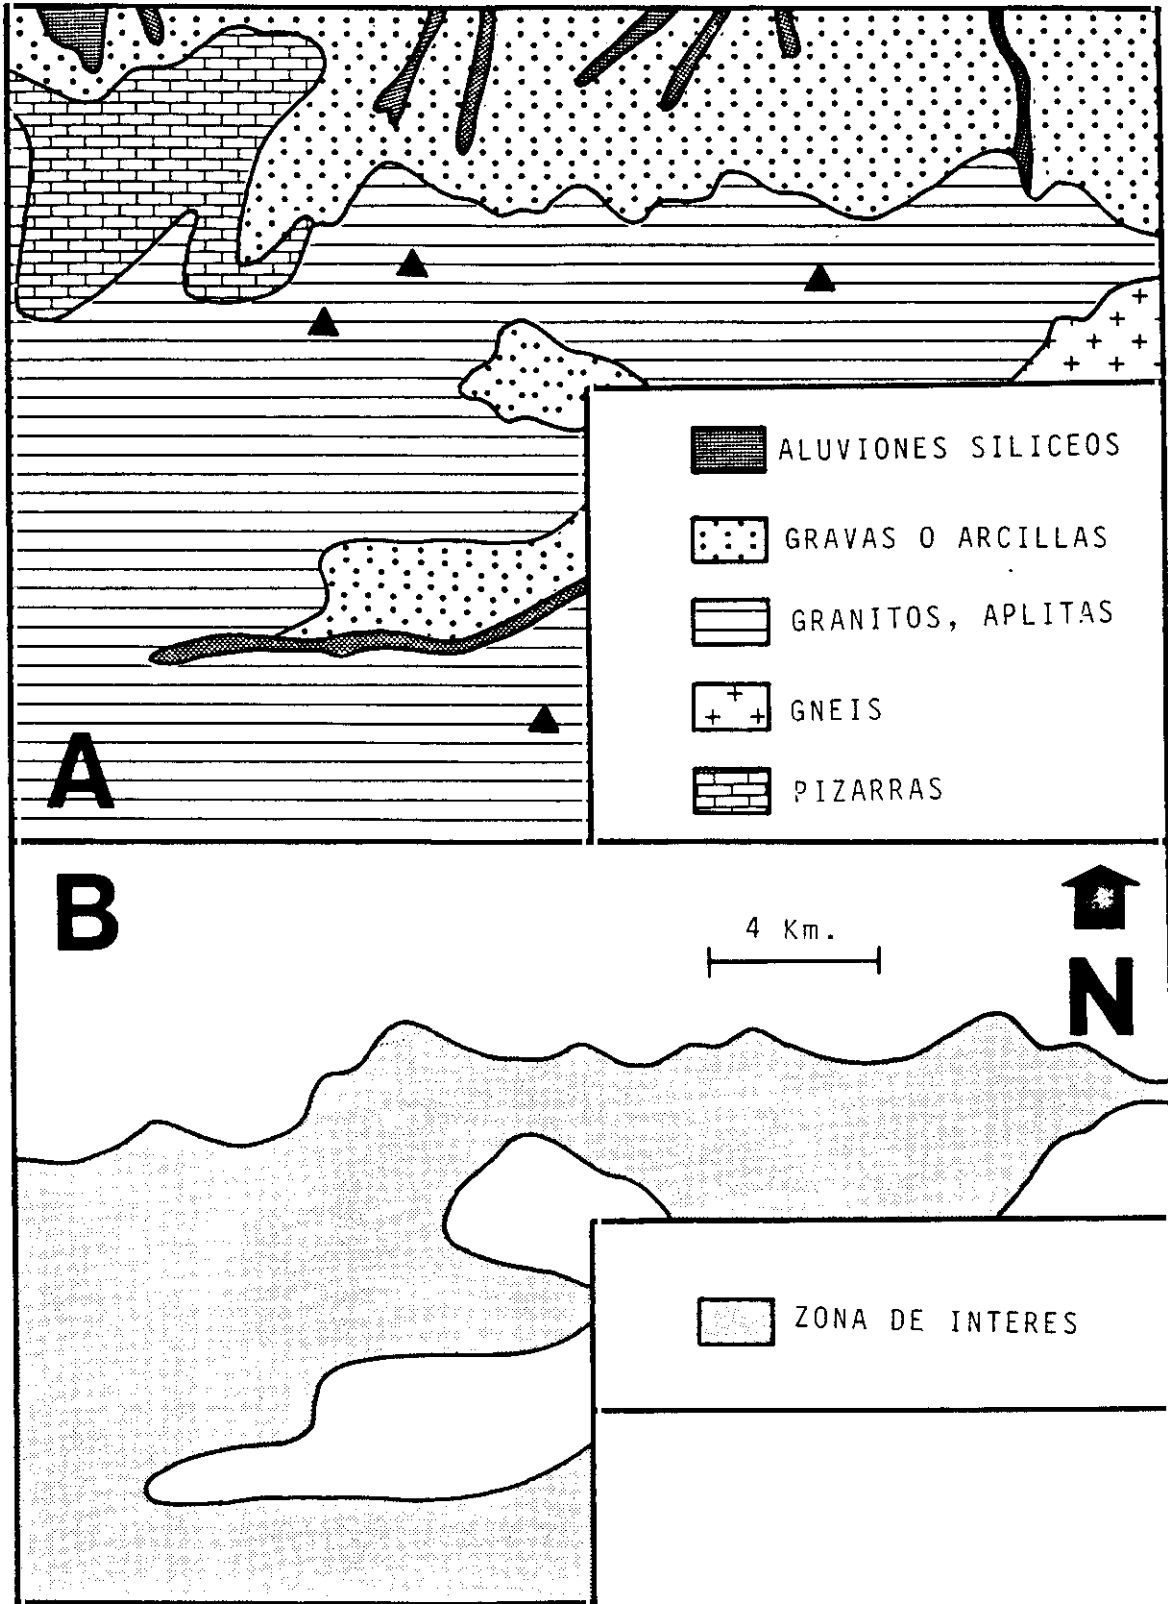 ALUVIONES SILICEOS
GRAVAS O ARCILLAS
GRANITOS, APLITAS
GNEIS
PIZARRAS
A
B
4 Km.
N
ZONA DE INTERES